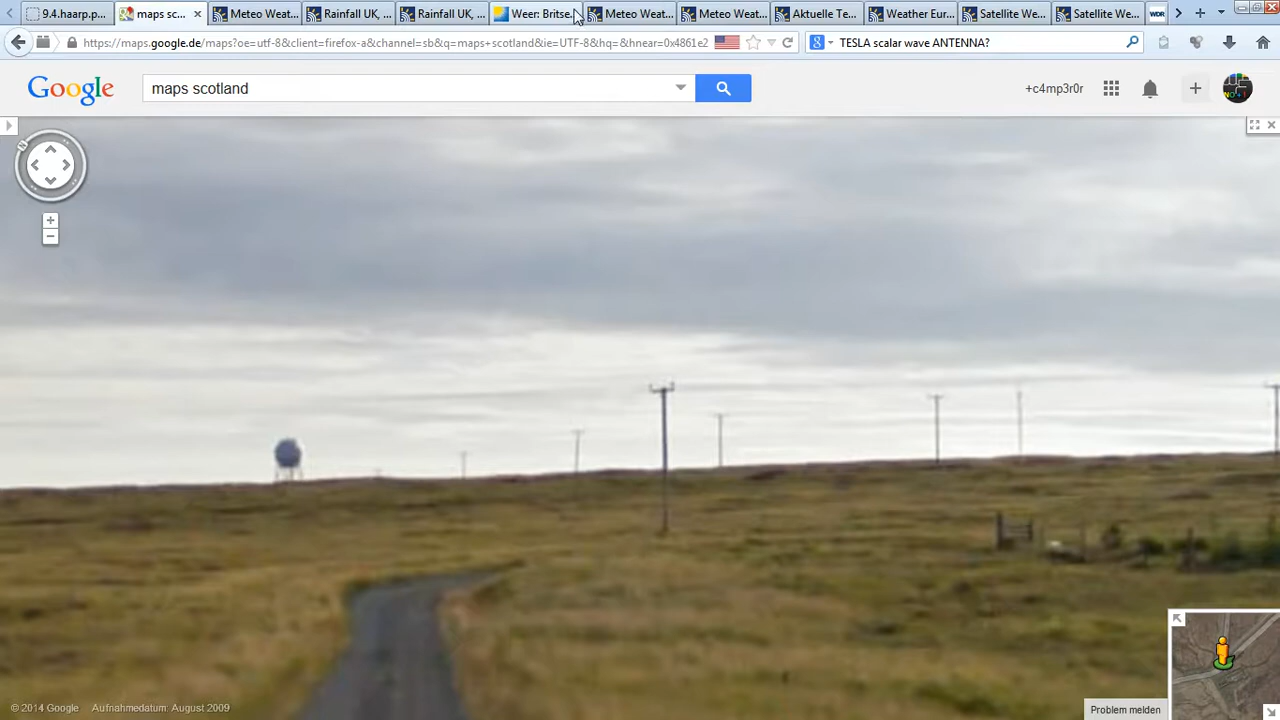 9.4.haarp.p...
maps sc...
Meteo Weat...
Rainfall UK, ...
Rainfall UK, ...
Weer: Britse...
Meteo Weat...
Meteo Weat...
Aktuelle Te...
Weather Eur...
Satellite We...
Satellite We...
WDR
https://maps.google.de/maps?oe=utf-8&client=firefox-a&channel=sb&q=maps+scotland&ie=UTF-8&hq=&hnear=0x4861e2
TESLA scalar wave ANTENNA?
Google
maps scotland
+c4mp3r0r
N
© 2014 Google Aufnahmedatum: August 2009
Problem melden